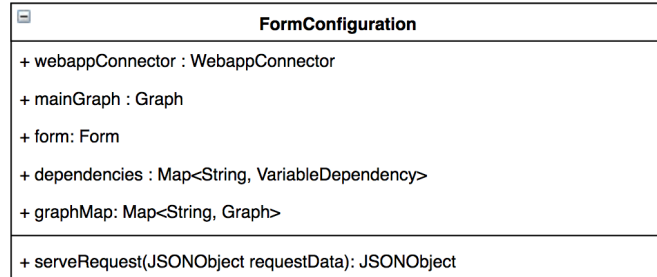 FormConfiguration
+ webappConnector : WebappConnector
+ mainGraph : Graph
+ form: Form
+ dependencies : Map<String, VariableDependency>
+ graphMap: Map<String, Graph>
+ serveRequest(JSONObject requestData): JSONObject